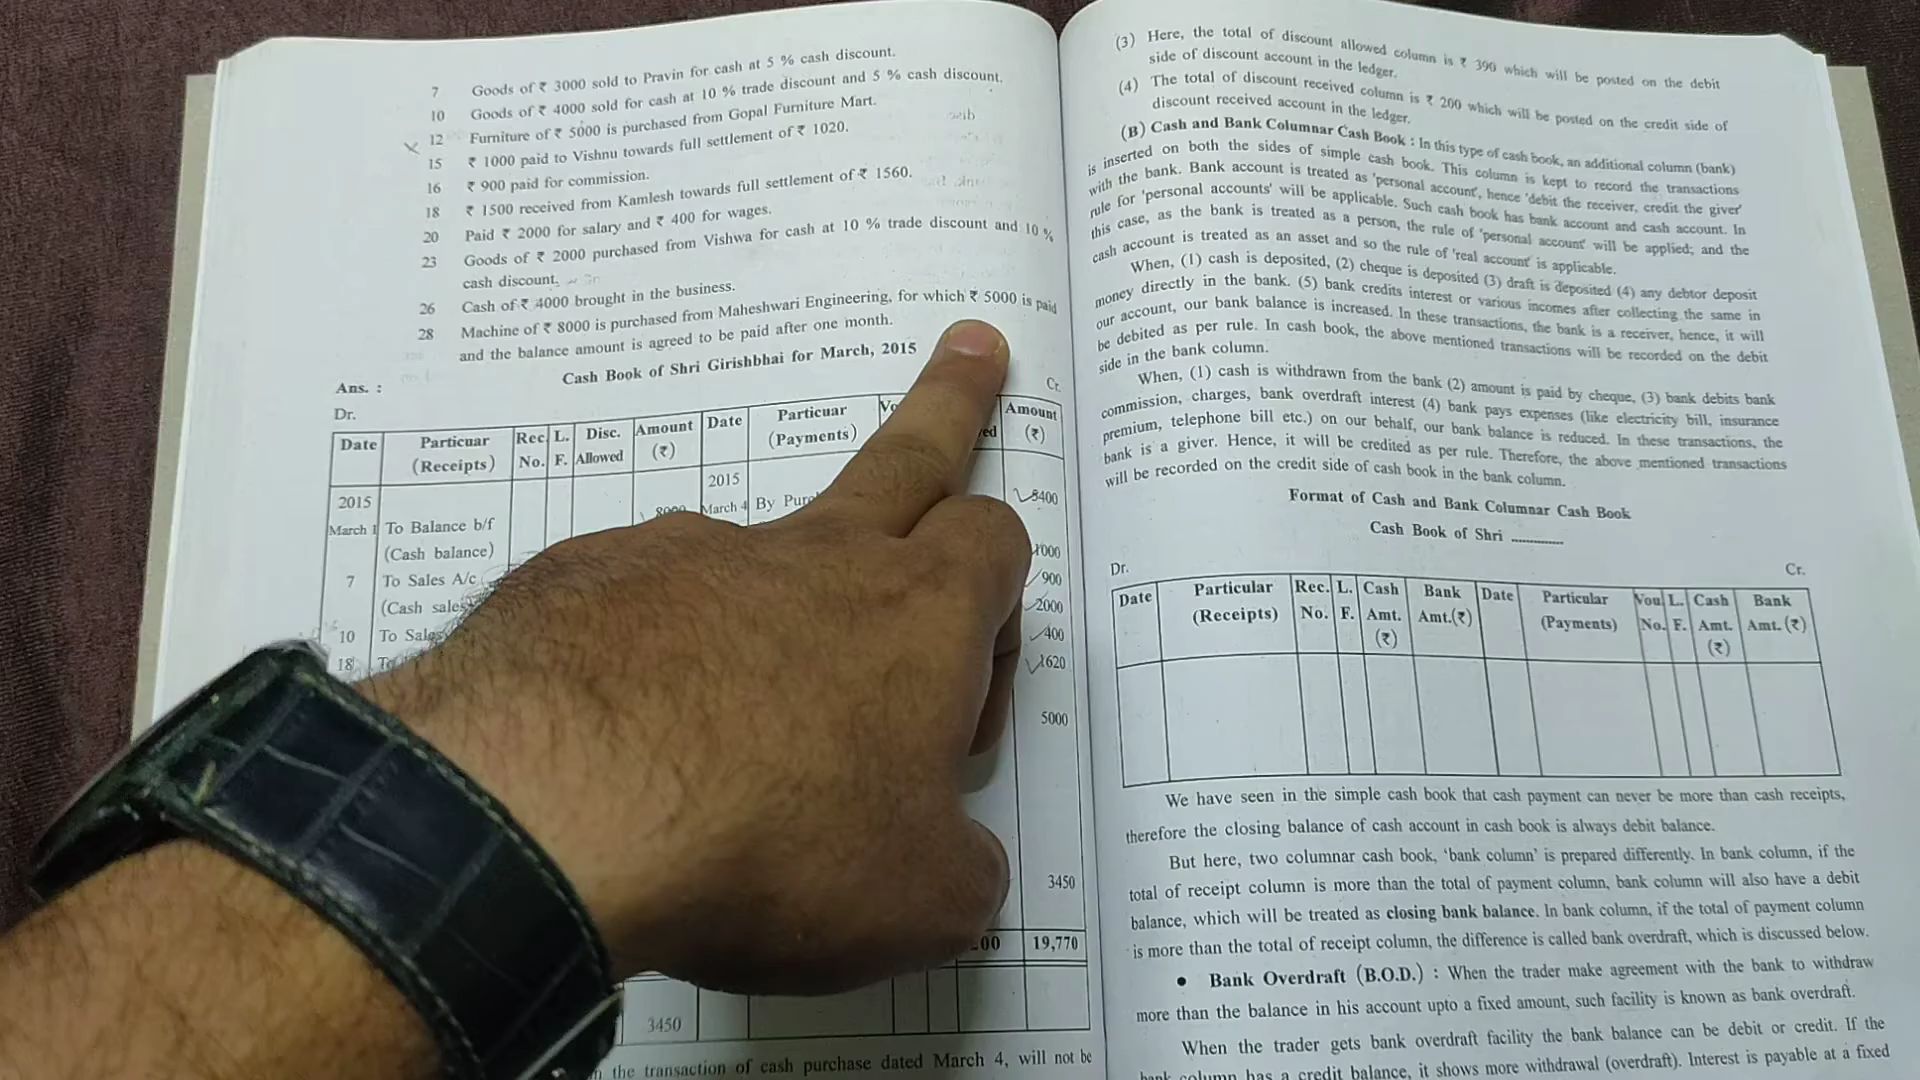 7 Goods of ₹ 3000 sold to Pravin for cash at 5 % cash discount.
10 Goods of ₹ 4000 sold for cash at 10 % trade discount and 5 % cash discount.
12 Furniture of ₹ 5000 is purchased from Gopal Furniture Mart.
15 ₹ 1000 paid to Vishnu towards full settlement of ₹ 1020.
16 ₹ 900 paid for commission.
18 ₹ 1500 received from Kamlesh towards full settlement of ₹ 1560.
20 Paid ₹ 2000 for salary and ₹ 400 for wages.
23 Goods of ₹ 2000 purchased from Vishwa for cash at 10 % trade discount and 10 %
cash discount.
26 Cash of ₹ 4000 brought in the business.
28 Machine of ₹ 8000 is purchased from Maheshwari Engineering, for which ₹ 5000 is paid
and the balance amount is agreed to be paid after one month.
Ans. : Cash Book of Shri Girishbhai for March, 2015
Dr. Cr.
Date Particuar Rec. L. Disc. Amount Date Particuar Amount
(Receipts) No. F. Allowed (₹) (Payments) (₹)
2015 2015
March 1 To Balance b/f 8000 March 4 By 8400
(Cash balance) 1000
7 To Sales A/c 900
(Cash sales 2000
10 To Sales 400
18 To 1620
5000
3450
19,770
3450
the transaction of cash purchase dated March 4, will not be
(3) Here, the total of discount allowed column is ₹ 390 which will be posted on the debit
side of discount account in the ledger.
(4) The total of discount received column is ₹ 200 which will be posted on the credit side of
discount received account in the ledger.
(B) Cash and Bank Columnar Cash Book : In this type of cash book, an additional column (bank)
is inserted on both the sides of simple cash book. This column is kept to record the transactions
with the bank. Bank account is treated as 'personal account', hence 'debit the receiver, credit the giver'
rule for 'personal accounts' will be applicable. Such cash book has bank account and cash account. In
this case, as the bank is treated as a person, the rule of 'personal account' will be applied; and the
cash account is treated as an asset and so the rule of 'real account' is applicable.
When, (1) cash is deposited, (2) cheque is deposited (3) draft is deposited (4) any debtor deposit
money directly in the bank. (5) bank credits interest or various incomes after collecting the same in
our account, our bank balance is increased. In these transactions, the bank is a receiver, hence, it will
be debited as per rule. In cash book, the above mentioned transactions will be recorded on the debit
side in the bank column.
When, (1) cash is withdrawn from the bank (2) amount is paid by cheque, (3) bank debits bank
commission, charges, bank overdraft interest (4) bank pays expenses (like electricity bill, insurance
premium, telephone bill etc.) on our behalf, our bank balance is reduced. In these transactions, the
bank is a giver. Hence, it will be credited as per rule. Therefore, the above mentioned transactions
will be recorded on the credit side of cash book in the bank column.
Format of Cash and Bank Columnar Cash Book
Cash Book of Shri ..............
Dr. Cr.
Date Particular Rec. L. Cash Bank Date Particular Vou. L. Cash Bank
(Receipts) No. F. Amt. Amt.(₹) (Payments) No. F. Amt. Amt. (₹)
(₹) (₹)
We have seen in the simple cash book that cash payment can never be more than cash receipts,
therefore the closing balance of cash account in cash book is always debit balance.
But here, two columnar cash book, 'bank column' is prepared differently. In bank column, if the
total of receipt column is more than the total of payment column, bank column will also have a debit
balance, which will be treated as closing bank balance. In bank column, if the total of payment column
is more than the total of receipt column, the difference is called bank overdraft, which is discussed below.
• Bank Overdraft (B.O.D.) : When the trader make agreement with the bank to withdraw
more than the balance in his account upto a fixed amount, such facility is known as bank overdraft.
When the trader gets bank overdraft facility the bank balance can be debit or credit. If the
bank column has a credit balance, it shows more withdrawal (overdraft). Interest is payable at a fixed